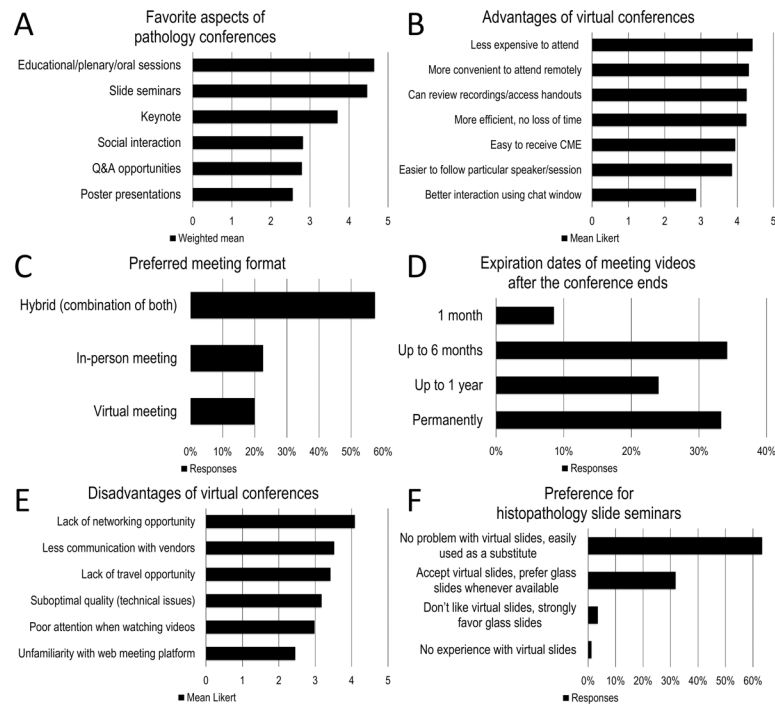 A
Favorite aspects of
pathology conferences
Educational/plenary/oral sessions
Slide seminars
Keynote
Social interaction
Q&A opportunities
Poster presentations
0 1 2 3 4 5
Weighted mean
B
Advantages of virtual conferences
Less expensive to attend
More convenient to attend remotely
Can review recordings/access handouts
More efficient, no loss of time
Easy to receive CME
Easier to follow particular speaker/session
Better interaction using chat window
0 1 2 3 4 5
Mean Likert
C
Preferred meeting format
Hybrid (combination of both)
In-person meeting
Virtual meeting
0% 10% 20% 30% 40% 50% 60%
Responses
D
Expiration dates of meeting videos
after the conference ends
1 month
Up to 6 months
Up to 1 year
Permanently
0% 10% 20% 30% 40%
Responses
E
Disadvantages of virtual conferences
Lack of networking opportunity
Less communication with vendors
Lack of travel opportunity
Suboptimal quality (technical issues)
Poor attention when watching videos
Unfamiliarity with web meeting platform
0 1 2 3 4 5
Mean Likert
F
Preference for
histopathology slide seminars
No problem with virtual slides, easily
used as a substitute
Accept virtual slides, prefer glass
slides whenever available
Don't like virtual slides, strongly
favor glass slides
No experience with virtual slides
0% 10% 20% 30% 40% 50% 60%
Responses